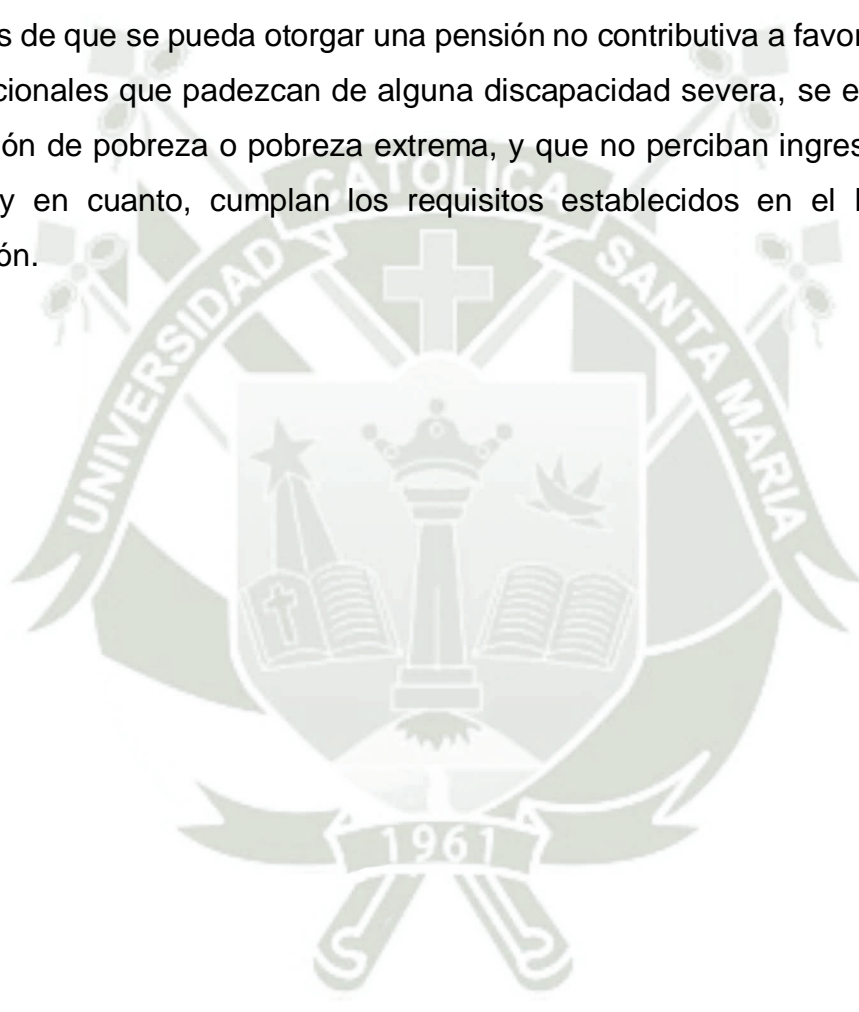 s de que se pueda otorgar una pensión no contributiva a favor
cionales que padezcan de alguna discapacidad severa, se e
ón de pobreza o pobreza extrema, y que no perciban ingres
y en cuanto, cumplan los requisitos establecidos en el
ón.
UNIVERSIDAD CATOLICA SANTA MARIA
1961